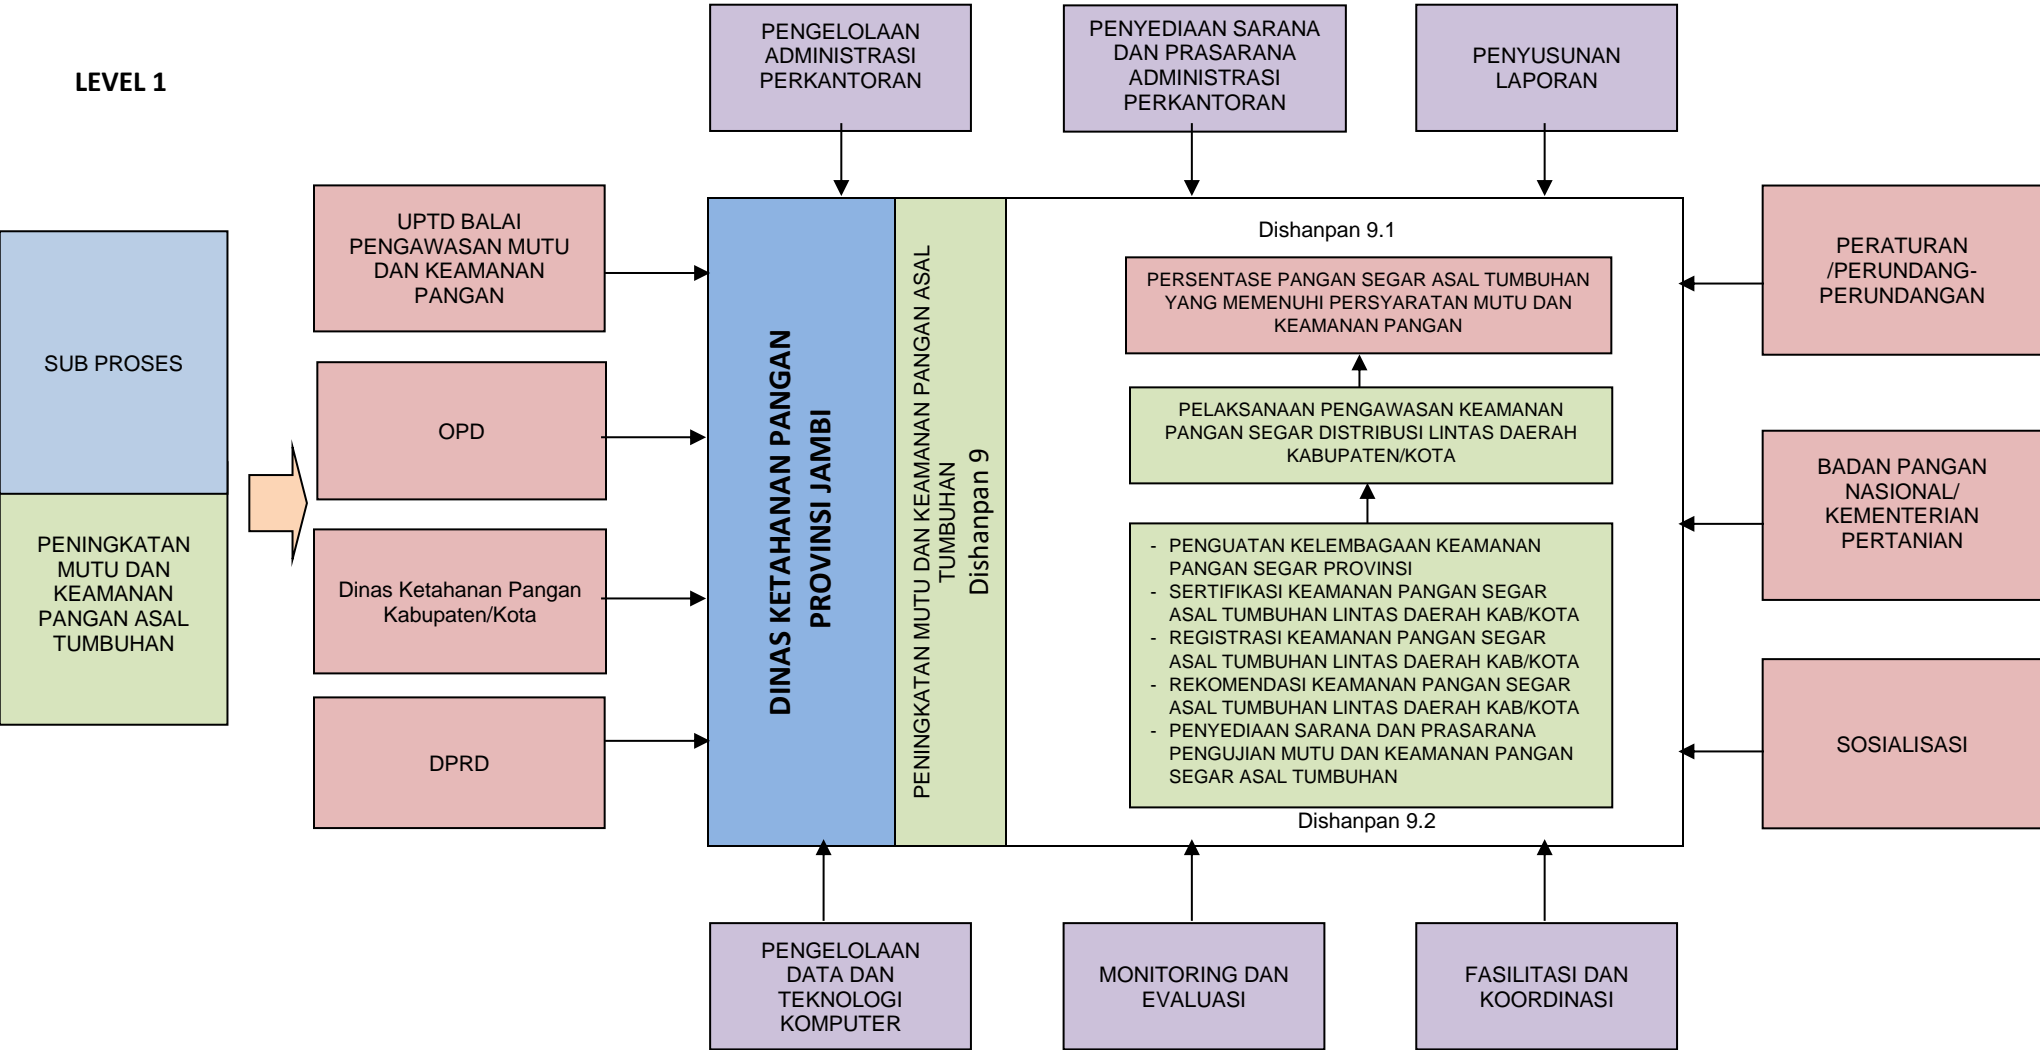 LEVEL 1
PENGELOLAAN
ADMINISTRASI
PERKANTORAN
PENYEDIAAN SARANA
DAN PRASARANA
ADMINISTRASI
PERKANTORAN
PENYUSUNAN
LAPORAN
SUB PROSES
PENINGKATAN
MUTU DAN
KEAMANAN
PANGAN ASAL
TUMBUHAN
UPTD BALAI
PENGAWASAN MUTU
DAN KEAMANAN
PANGAN
OPD
Dinas Ketahanan Pangan
Kabupaten/Kota
DPRD
DINAS KETAHANAN PANGAN
PROVINSI JAMBI
PENINGKATAN MUTU DAN KEAMANAN PANGAN ASAL
TUMBUHAN
Dishanpan 9
Dishanpan 9.1
PERSENTASE PANGAN SEGAR ASAL TUMBUHAN
YANG MEMENUHI PERSYARATAN MUTU DAN
KEAMANAN PANGAN
PELAKSANAAN PENGAWASAN KEAMANAN
PANGAN SEGAR DISTRIBUSI LINTAS DAERAH
KABUPATEN/KOTA
- PENGUATAN KELEMBAGAAN KEAMANAN
PANGAN SEGAR PROVINSI
- SERTIFIKASI KEAMANAN PANGAN SEGAR
ASAL TUMBUHAN LINTAS DAERAH KAB/KOTA
- REGISTRASI KEAMANAN PANGAN SEGAR
ASAL TUMBUHAN LINTAS DAERAH KAB/KOTA
- REKOMENDASI KEAMANAN PANGAN SEGAR
ASAL TUMBUHAN LINTAS DAERAH KAB/KOTA
- PENYEDIAAN SARANA DAN PRASARANA
PENGUJIAN MUTU DAN KEAMANAN PANGAN
SEGAR ASAL TUMBUHAN
Dishanpan 9.2
PERATURAN
/PERUNDANG-
PERUNDANGAN
BADAN PANGAN
NASIONAL/
KEMENTERIAN
PERTANIAN
SOSIALISASI
PENGELOLAAN
DATA DAN
TEKNOLOGI
KOMPUTER
MONITORING DAN
EVALUASI
FASILITASI DAN
KOORDINASI